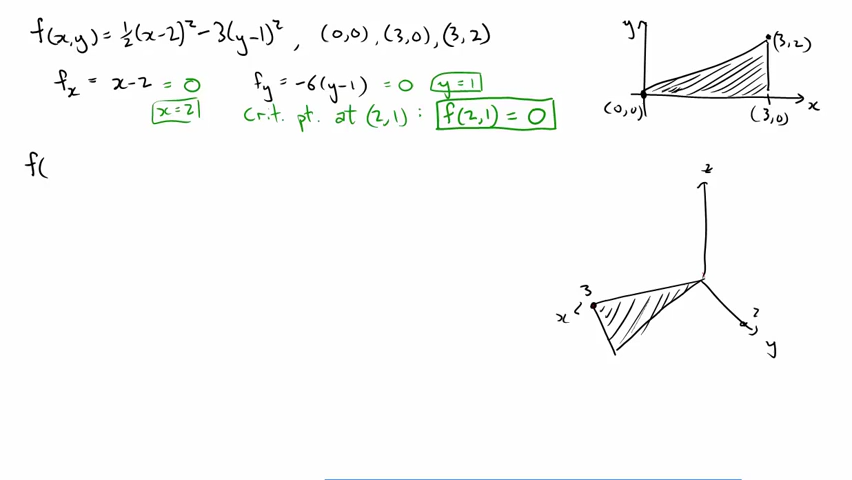 f(x,y) = ½(x-2)² - 3(y-1)² , (0,0), (3,0), (3,2)
fₓ = x-2 = 0 f_y = -6(y-1) = 0 y=1
x=2 crit. pt. at (2,1) : f(2,1) = 0
f(
y
(3,2)
(0,0)
(3,0)
x
z
3
x
2
y